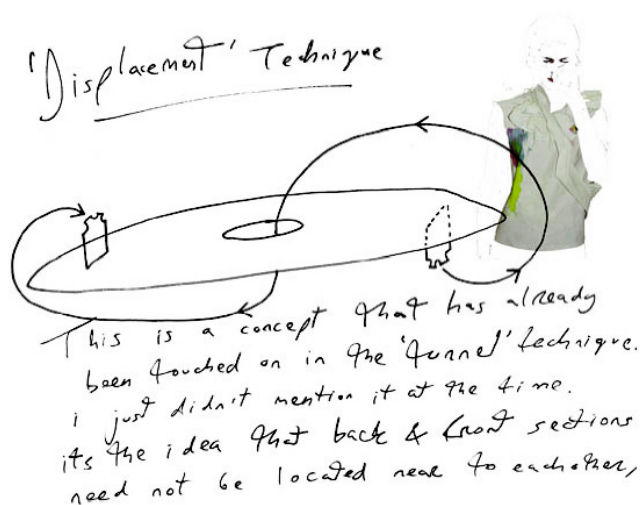 'Displacement' Technique
This is a concept that has already
been touched on in the 'tunnel' technique.
i just didn't mention it at the time.
its the idea that back & front sections
need not be located near to eachother,